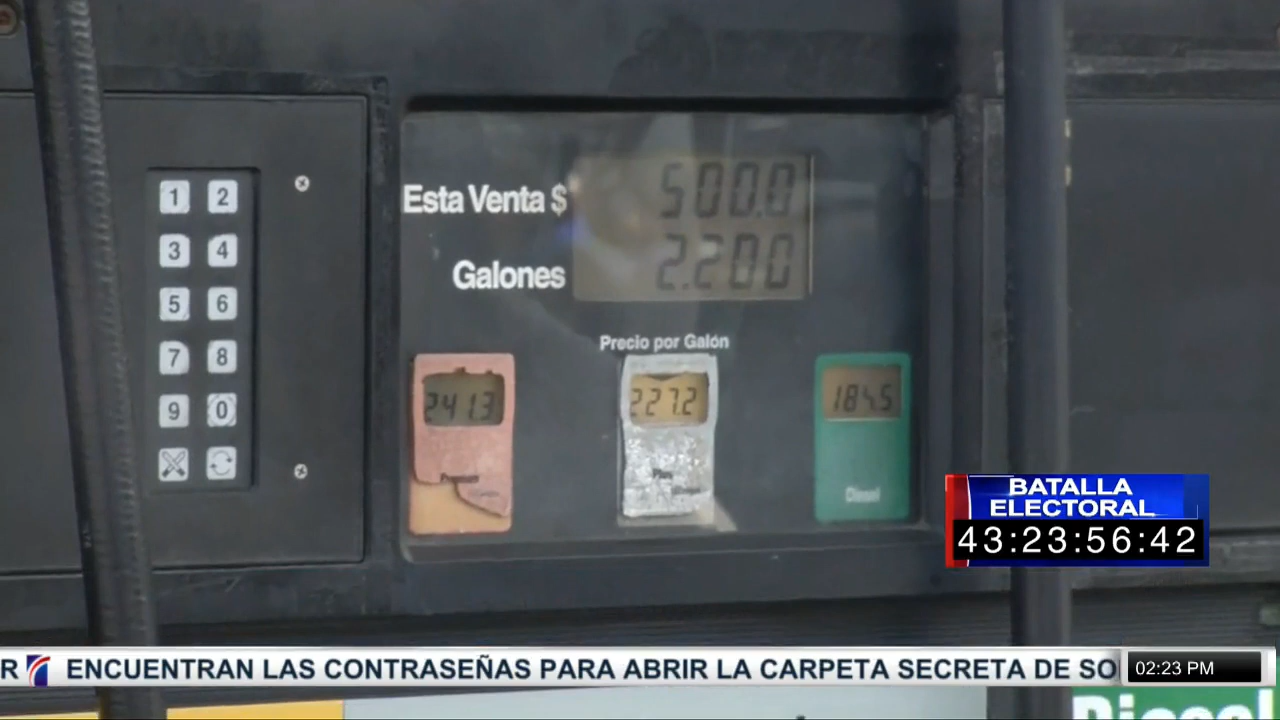 1 2
3 4
5 6
7 8
9 0
Esta Venta $ 500.0
Galones 2.200
Precio por Galón
241.3 227.2 184.5
Diesel
BATALLA
ELECTORAL
43:23:56:42
R ENCUENTRAN LAS CONTRASEÑAS PARA ABRIR LA CARPETA SECRETA DE SO
02:23 PM
Diesel